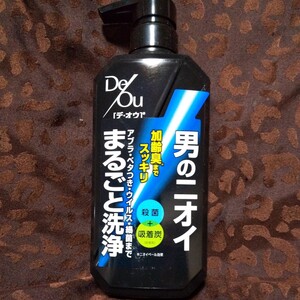 De/Ou
[デ・オウ]
男のニオイ
加齢臭まで
スッキリ
アブラ・ベタつき・ウイルス・細菌まで
まるごと洗浄
殺菌
+
吸着炭